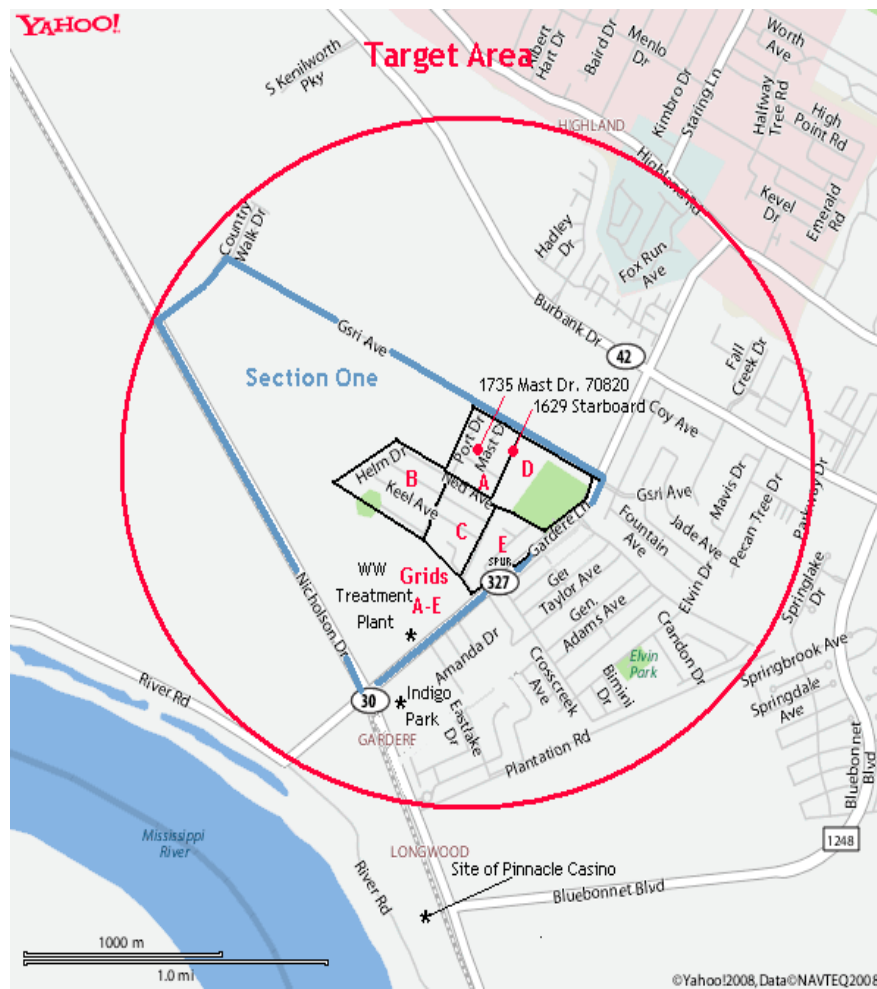 YAHOO!
Target Area
Hart Dr
Baird Dr
Menlo
Dr
Worth
Ave
S Kenilworth
Pky
Kimbro Dr
Staring Ln
Halfway
Tree Rd
High
Point Rd
HIGHLAND
Highland Rd
Kevel
Dr
Emerald
Rd
Country
Walk Dr
Hadley
Dr
Fox Run
Ave
Burbank Dr
Gsri Ave
42
Fall
Creek Dr
Section One
1735 Mast Dr. 70820
1629 Starboard
Coy Ave
Port Dr
Mast Dr
D
Helm Dr
B
Ned Ave
A
Keel Ave
Gsri Ave
Mavis Dr
Pecan Tree Dr
Parkway Dr
C
E
Gardere Ln
Fountain
Ave
Jade Ave
SPUR
327
WW
Treatment
Plant
*
Grids
A-E
Gen
Taylor Ave
Gen.
Adams Ave
Elvin Dr
Springlake
Dr
Nicholson Dr
Amanda Dr
Crosscreek
Ave
Bimini
Dr
Elvin
Park
Crandon Dr
Springbrook Ave
Springdale
Ave
River Rd
30
*
Indigo
Park
Eastlake
Dr
GARDERE
Plantation Rd
Bluebonnet
Blvd
Mississippi
River
1248
LONGWOOD
River Rd
Site of Pinnacle Casino
*
Bluebonnet Blvd
1000 m
1.0 mi
©Yahoo!2008, Data©NAVTEQ2008